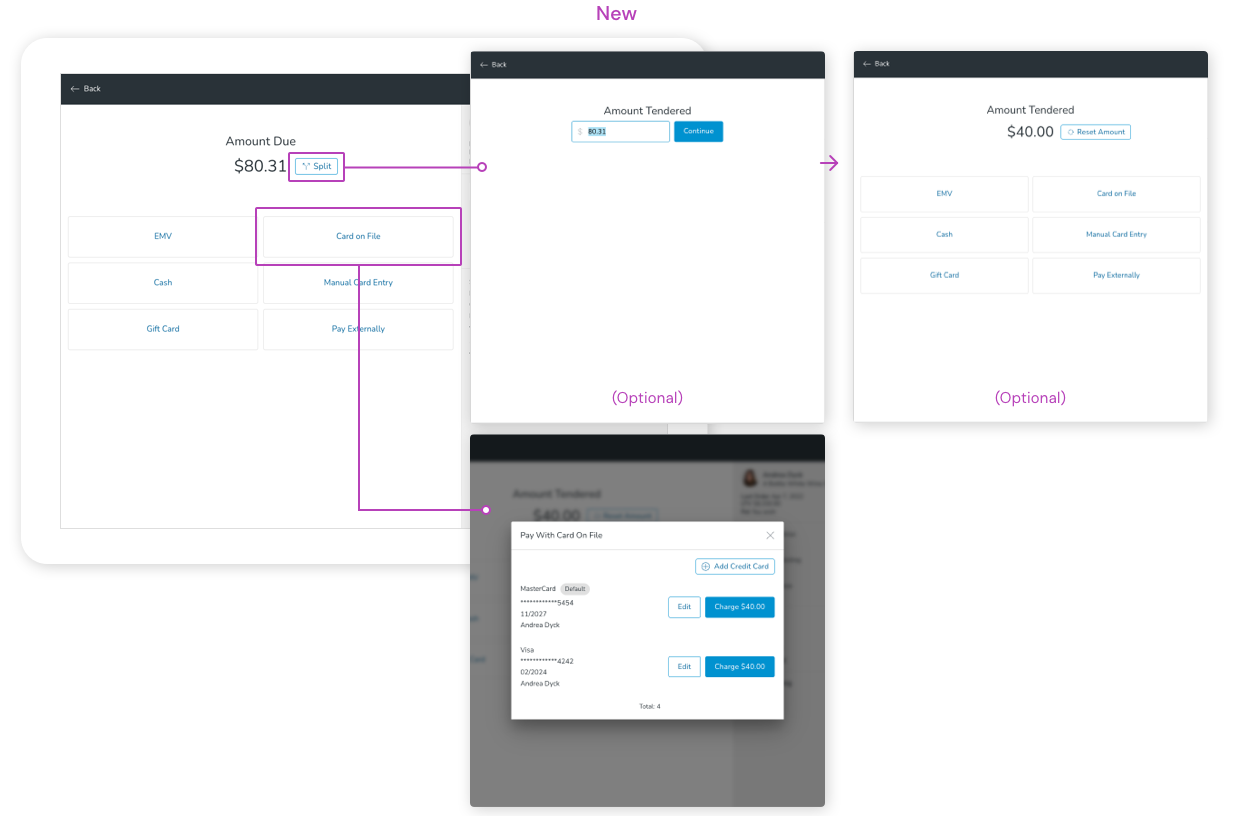 New
Back
Amount Due
$80.31
Split
EMV
Card on File
Cash
Manual Card Entry
Gift Card
Pay Externally
Back
Amount Tendered
$ 80.31
Continue
(Optional)
Back
Amount Tendered
$40.00
Reset Amount
EMV
Card on File
Cash
Manual Card Entry
Gift Card
Pay Externally
(Optional)
Amount Tendered
$40.00
Reset Amount
Andrea Dyck
Pay With Card On File
Add Credit Card
MasterCard Default
************5454
11/2027
Andrea Dyck
Edit
Charge $40.00
Visa
************4242
02/2024
Andrea Dyck
Edit
Charge $40.00
Total: 4